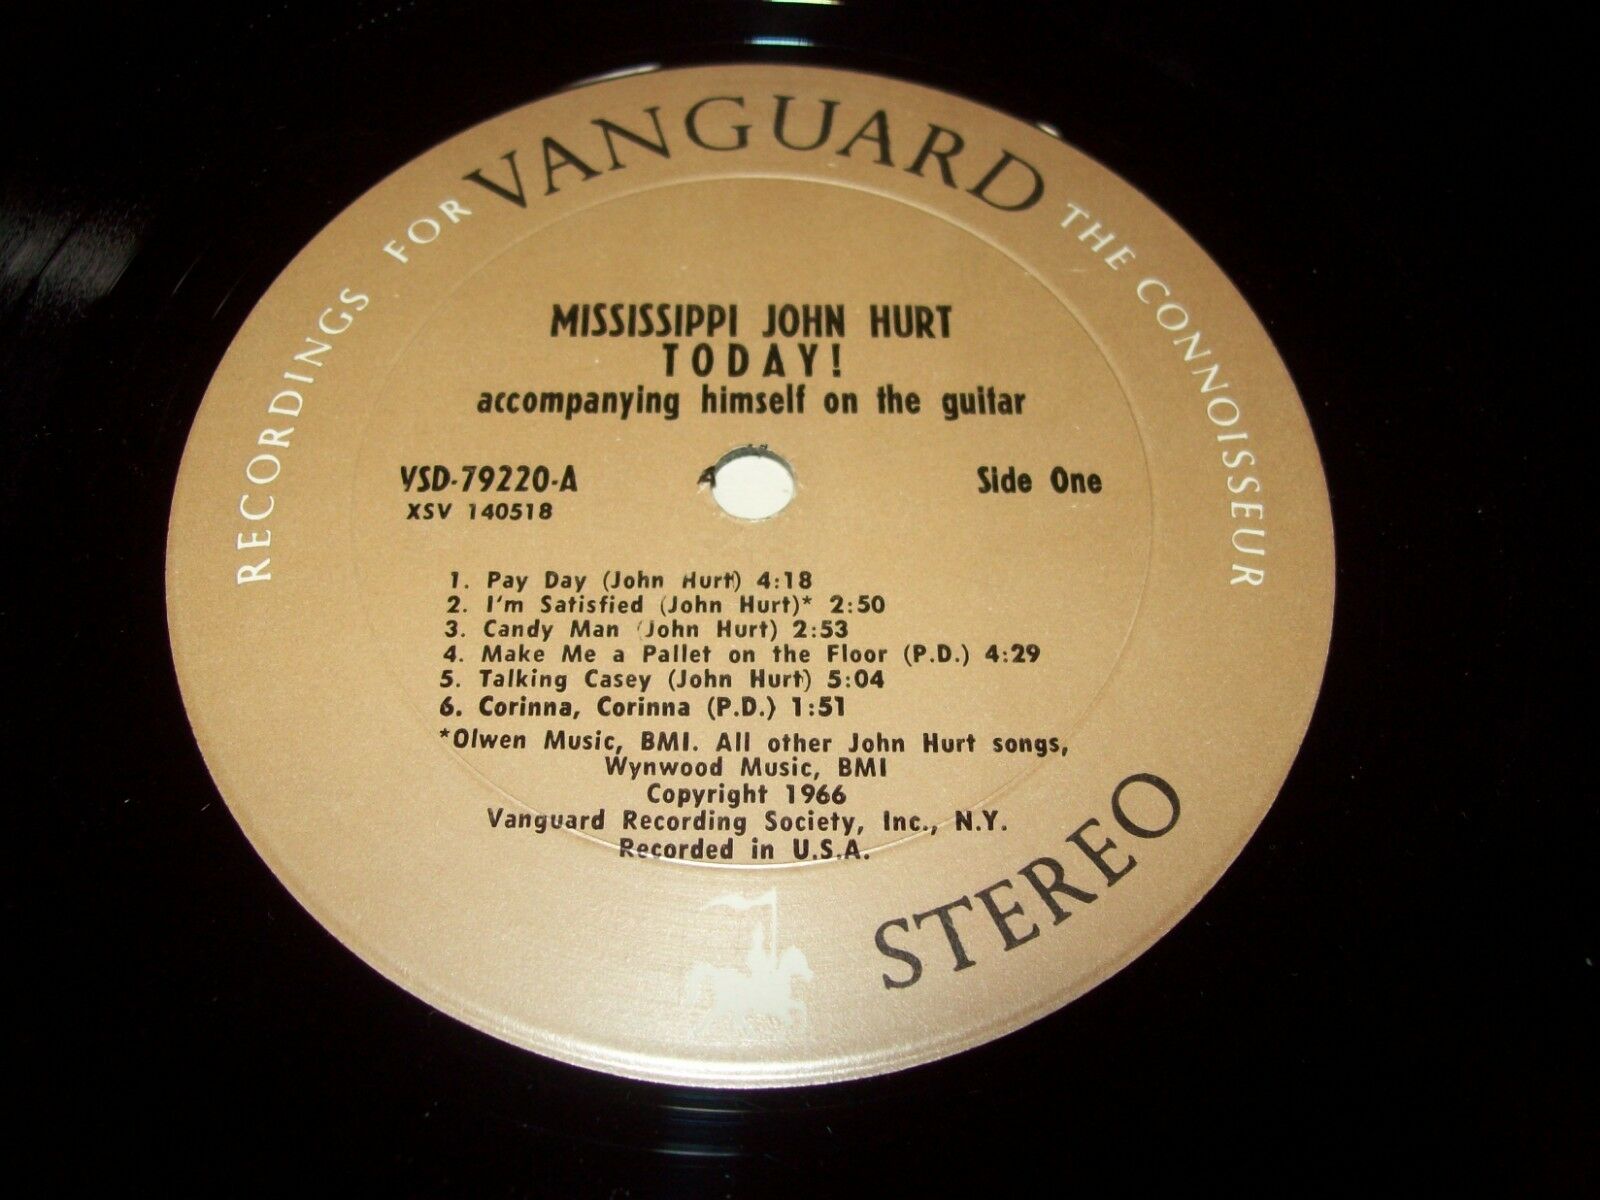 RECORDINGS FOR VANGUARD THE CONNOISSEUR
MISSISSIPPI JOHN HURT
TODAY!
accompanying himself on the guitar
VSD-79220-A A Side One
XSV 140518
1. Pay Day (John Hurt) 4:18
2. I'm Satisfied (John Hurt)* 2:50
3. Candy Man (John Hurt) 2:53
4. Make Me a Pallet on the Floor (P.D.) 4:29
5. Talking Casey (John Hurt) 5:04
6. Corinna, Corinna (P.D.) 1:51
*Olwen Music, BMI. All other John Hurt songs,
Wynwood Music, BMI
Copyright 1966
Vanguard Recording Society, Inc., N.Y.
Recorded in U.S.A.
STEREO